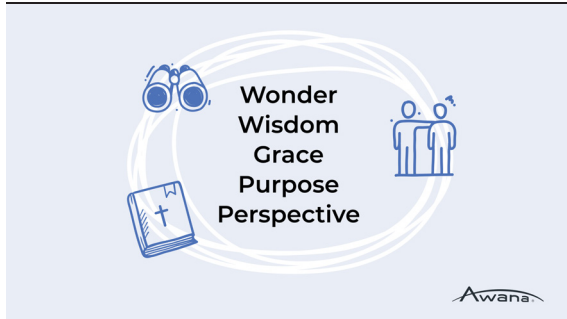 Wonder
Wisdom
Grace
Purpose
Perspective
Awana